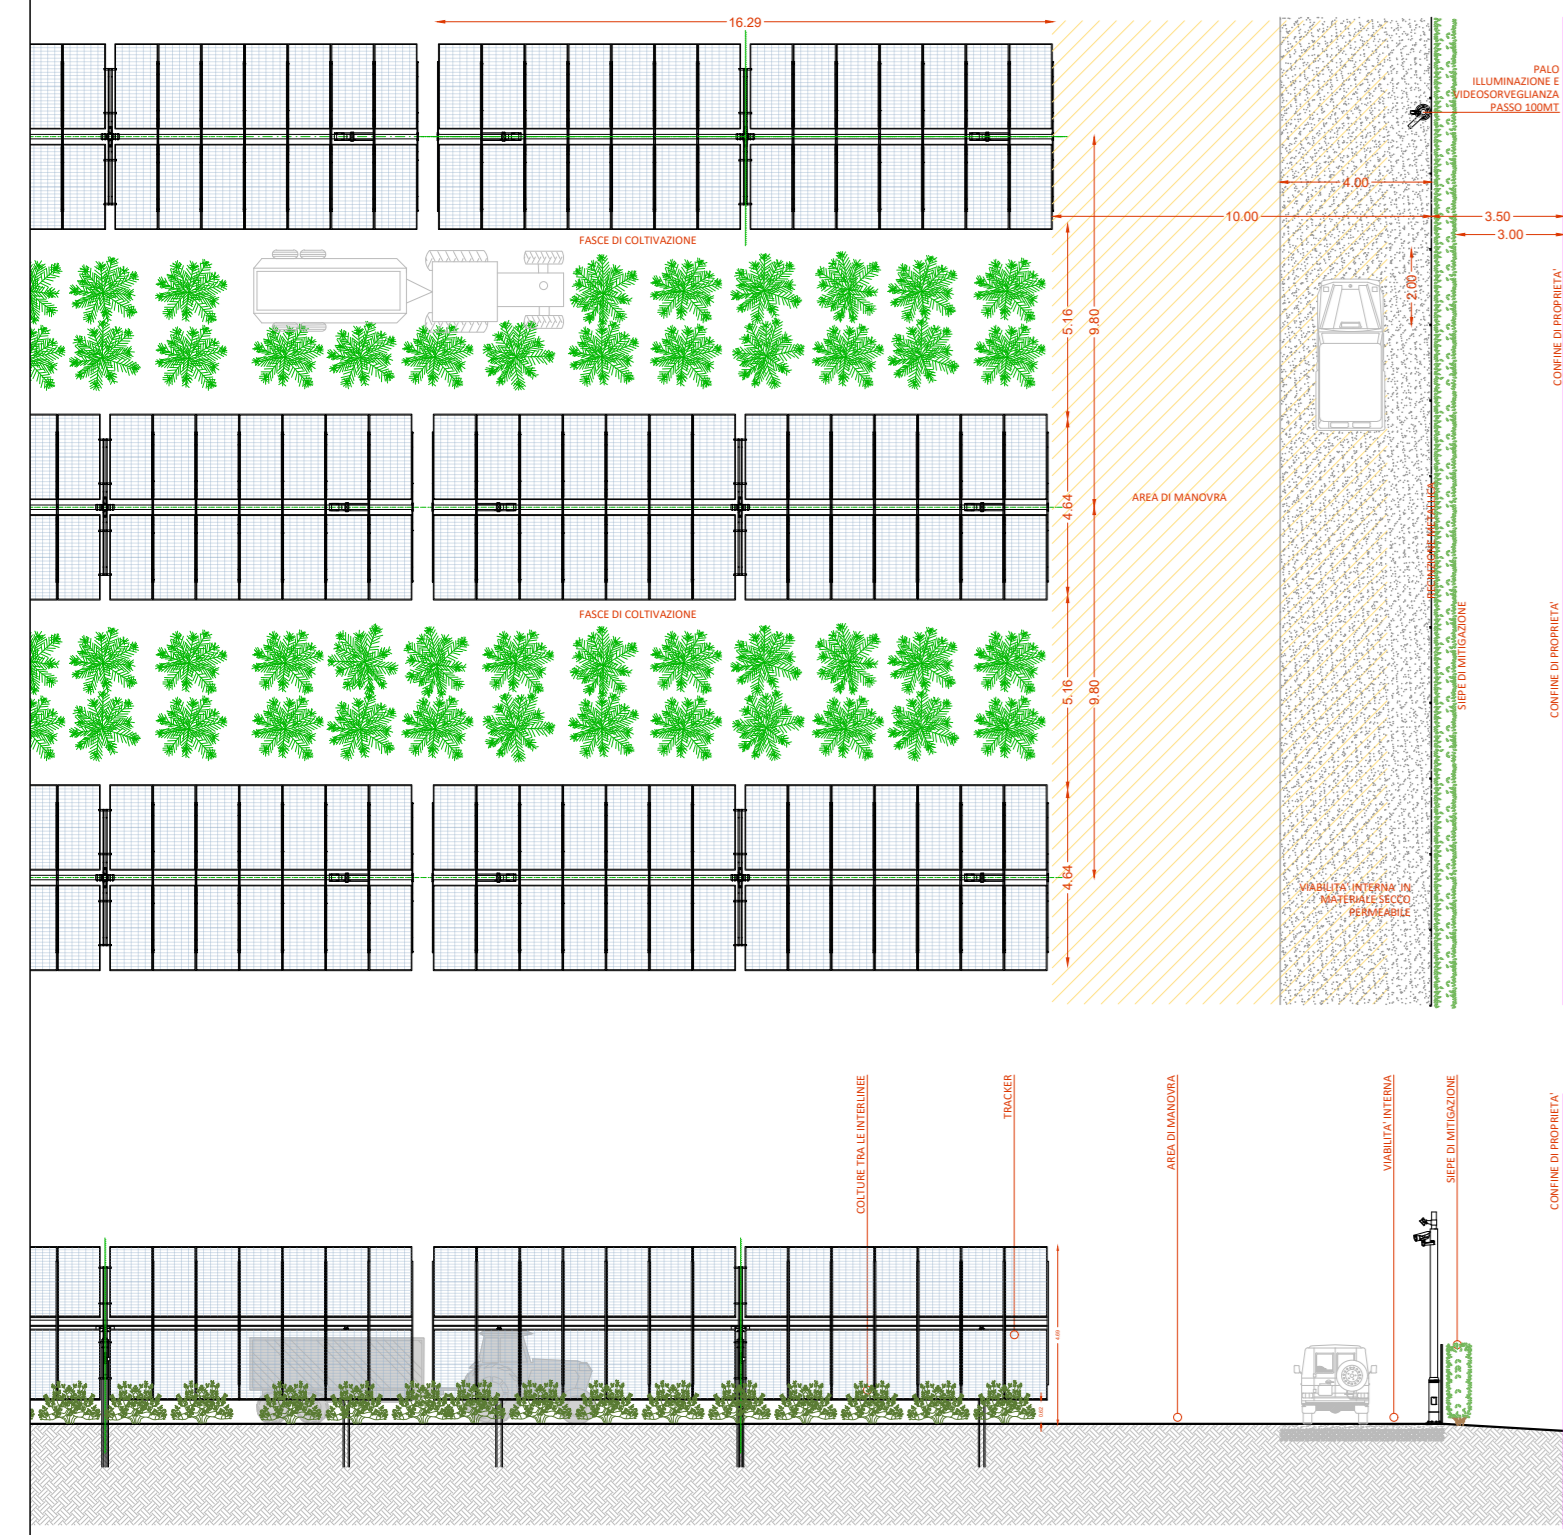 16.29
PALO
ILLUMINAZIONE E
VIDEOSORVEGLIANZA
PASSO 100MT
4.00
10.00
3.50
3.00
FASCE DI COLTIVAZIONE
2.00
5.16
9.80
CONFINE DI PROPRIETA'
AREA DI MANOVRA
4.64
RECINZIONE METALLICA
FASCE DI COLTIVAZIONE
SIEPE DI MITIGAZIONE
CONFINE DI PROPRIETA'
5.16
9.80
4.64
VIABILITA' INTERNA IN
MATERIALE SECCO
PERMEABILE
COLTURE TRA LE INTERLINEE
TRACKER
AREA DI MANOVRA
VIABILITA' INTERNA
SIEPE DI MITIGAZIONE
CONFINE DI PROPRIETA'